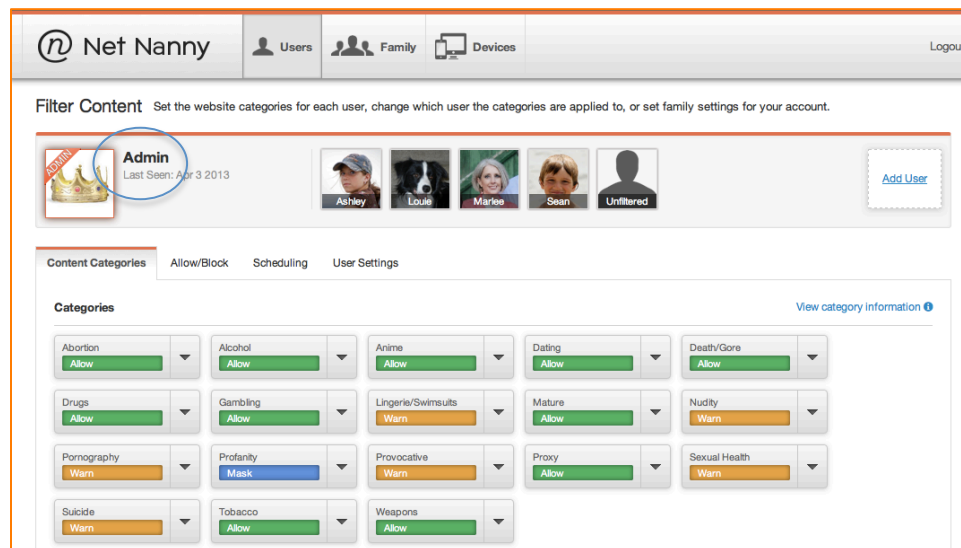 Net Nanny
Users
Family
Devices
Logou
Filter Content Set the website categories for each user, change which user the categories are applied to, or set family settings for your account.
ADMIN
Admin
Last Seen: Apr 3 2013
Ashley
Louie
Marlee
Sean
Unfiltered
Add User
Content Categories
Allow/Block
Scheduling
User Settings
Categories
View category information
Abortion
Allow
Alcohol
Allow
Anime
Allow
Dating
Allow
Death/Gore
Allow
Drugs
Allow
Gambling
Allow
Lingerie/Swimsuits
Warn
Mature
Allow
Nudity
Warn
Pornography
Warn
Profanity
Mask
Provocative
Warn
Proxy
Allow
Sexual Health
Warn
Suicide
Warn
Tobacco
Allow
Weapons
Allow